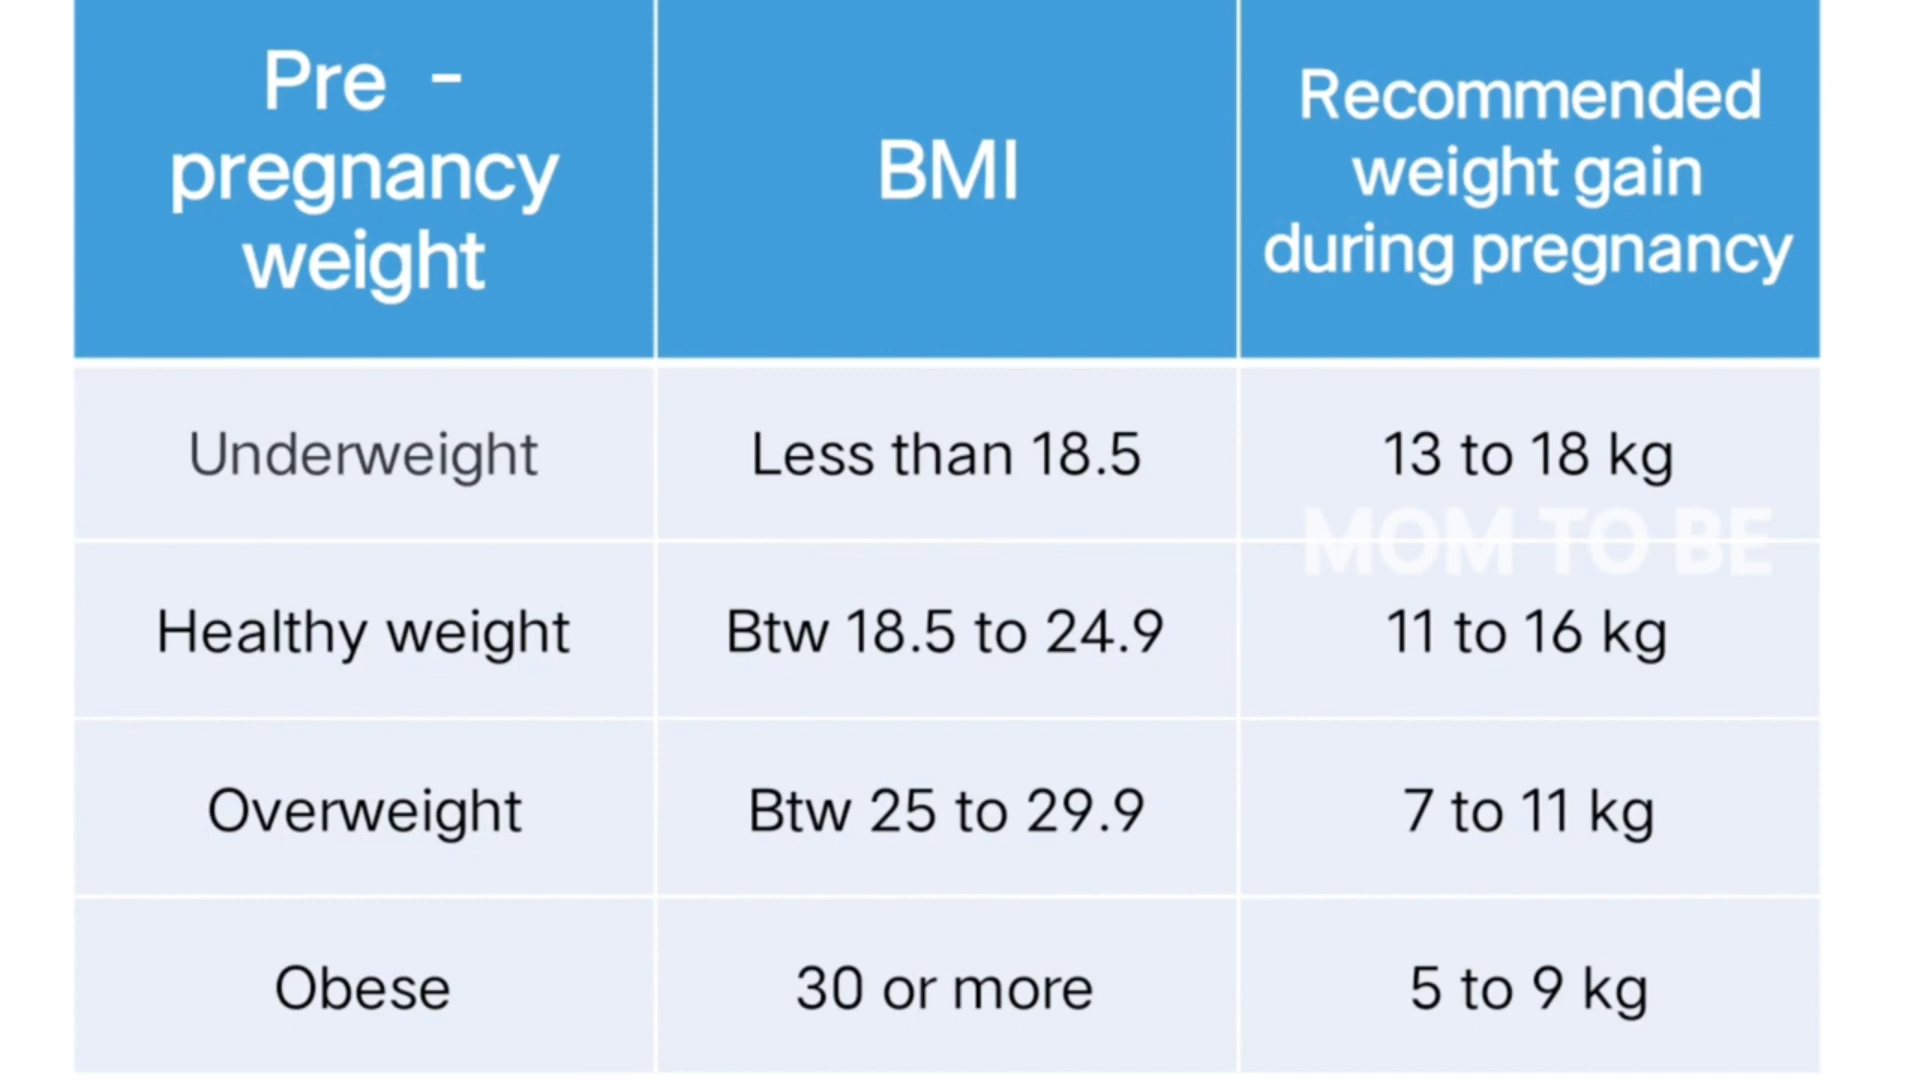 Pre -
pregnancy
weight
BMI
Recommended
weight gain
during pregnancy
Underweight
Less than 18.5
13 to 18 kg
MOM TO BE
Healthy weight
Btw 18.5 to 24.9
11 to 16 kg
Overweight
Btw 25 to 29.9
7 to 11 kg
Obese
30 or more
5 to 9 kg